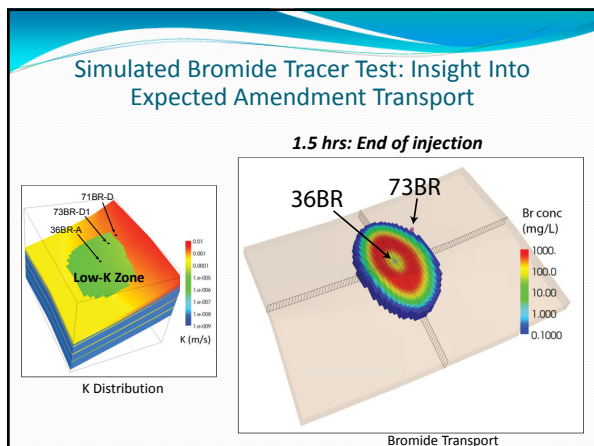 Simulated Bromide Tracer Test: Insight Into
Expected Amendment Transport
1.5 hrs: End of injection
71BR-D
73BR-D1
36BR-A
Low-K Zone
0.01
0.001
0.0001
1.e-005
1.e-006
1.e-007
1.e-008
1.e-009
K (m/s)
K Distribution
36BR
73BR
Br conc
(mg/L)
1000.
100.0
10.00
1.000
0.1000
Bromide Transport